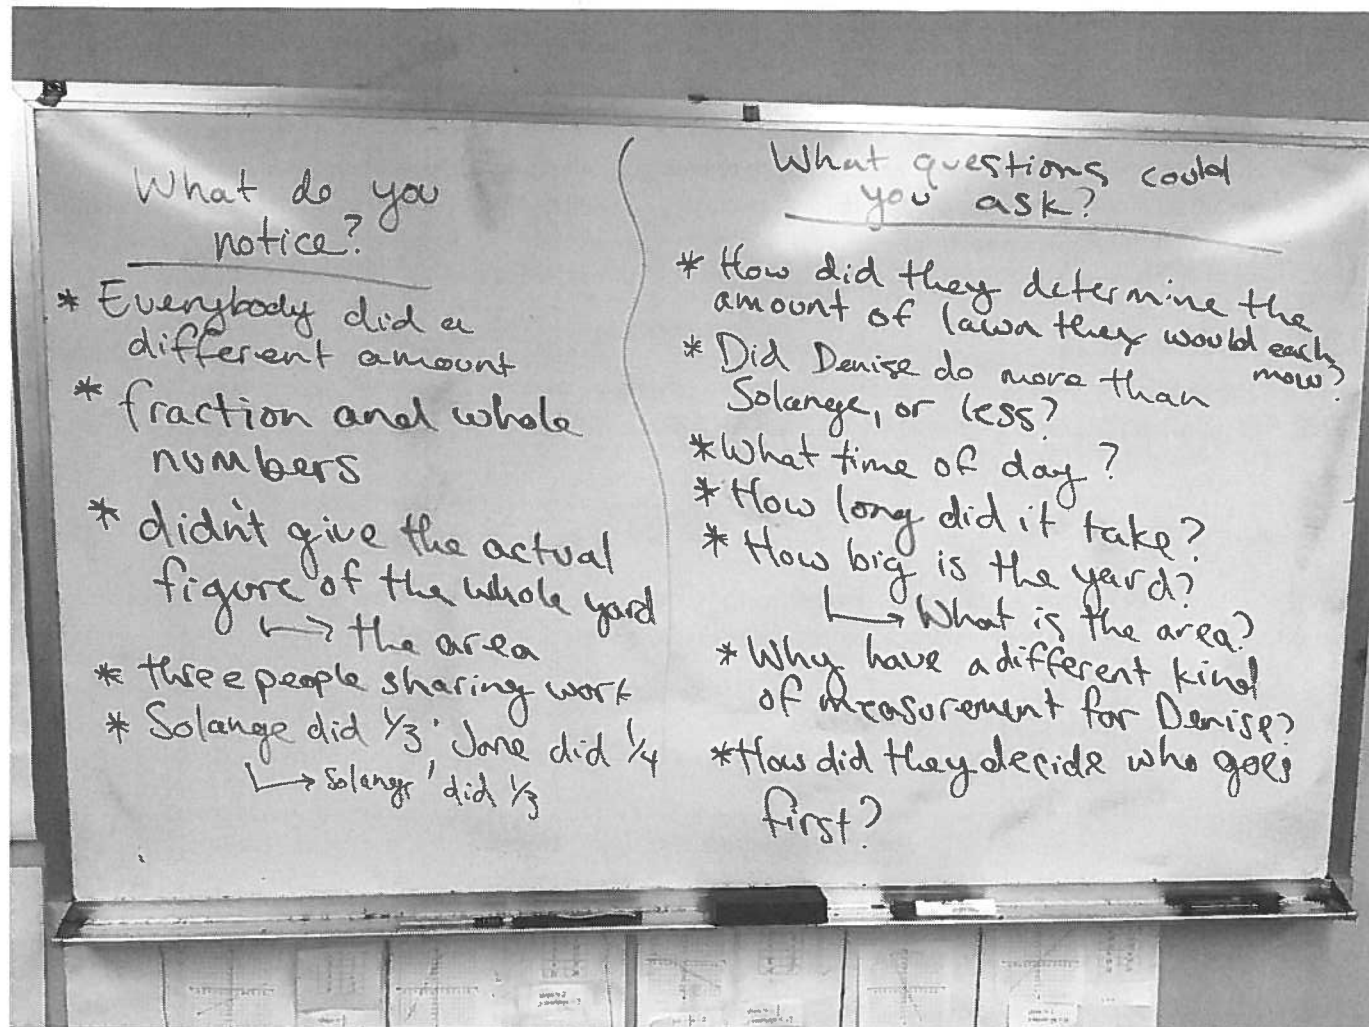 What do you
notice?
* Everybody did a
different amount
* fraction and whole
numbers
* didn't give the actual
figure of the whole yard
↳ the area
* three people sharing work
* Solange did 1/3, Jane did 1/4
↳ Solange did 1/3
What questions could
you ask?
* How did they determine the
amount of lawn they would each
mow?
* Did Denise do more than
Solange, or less?
* What time of day?
* How long did it take?
* How big is the yard?
↳ What is the area?
* Why have a different kind
of measurement for Denise?
* How did they decide who goes
first?